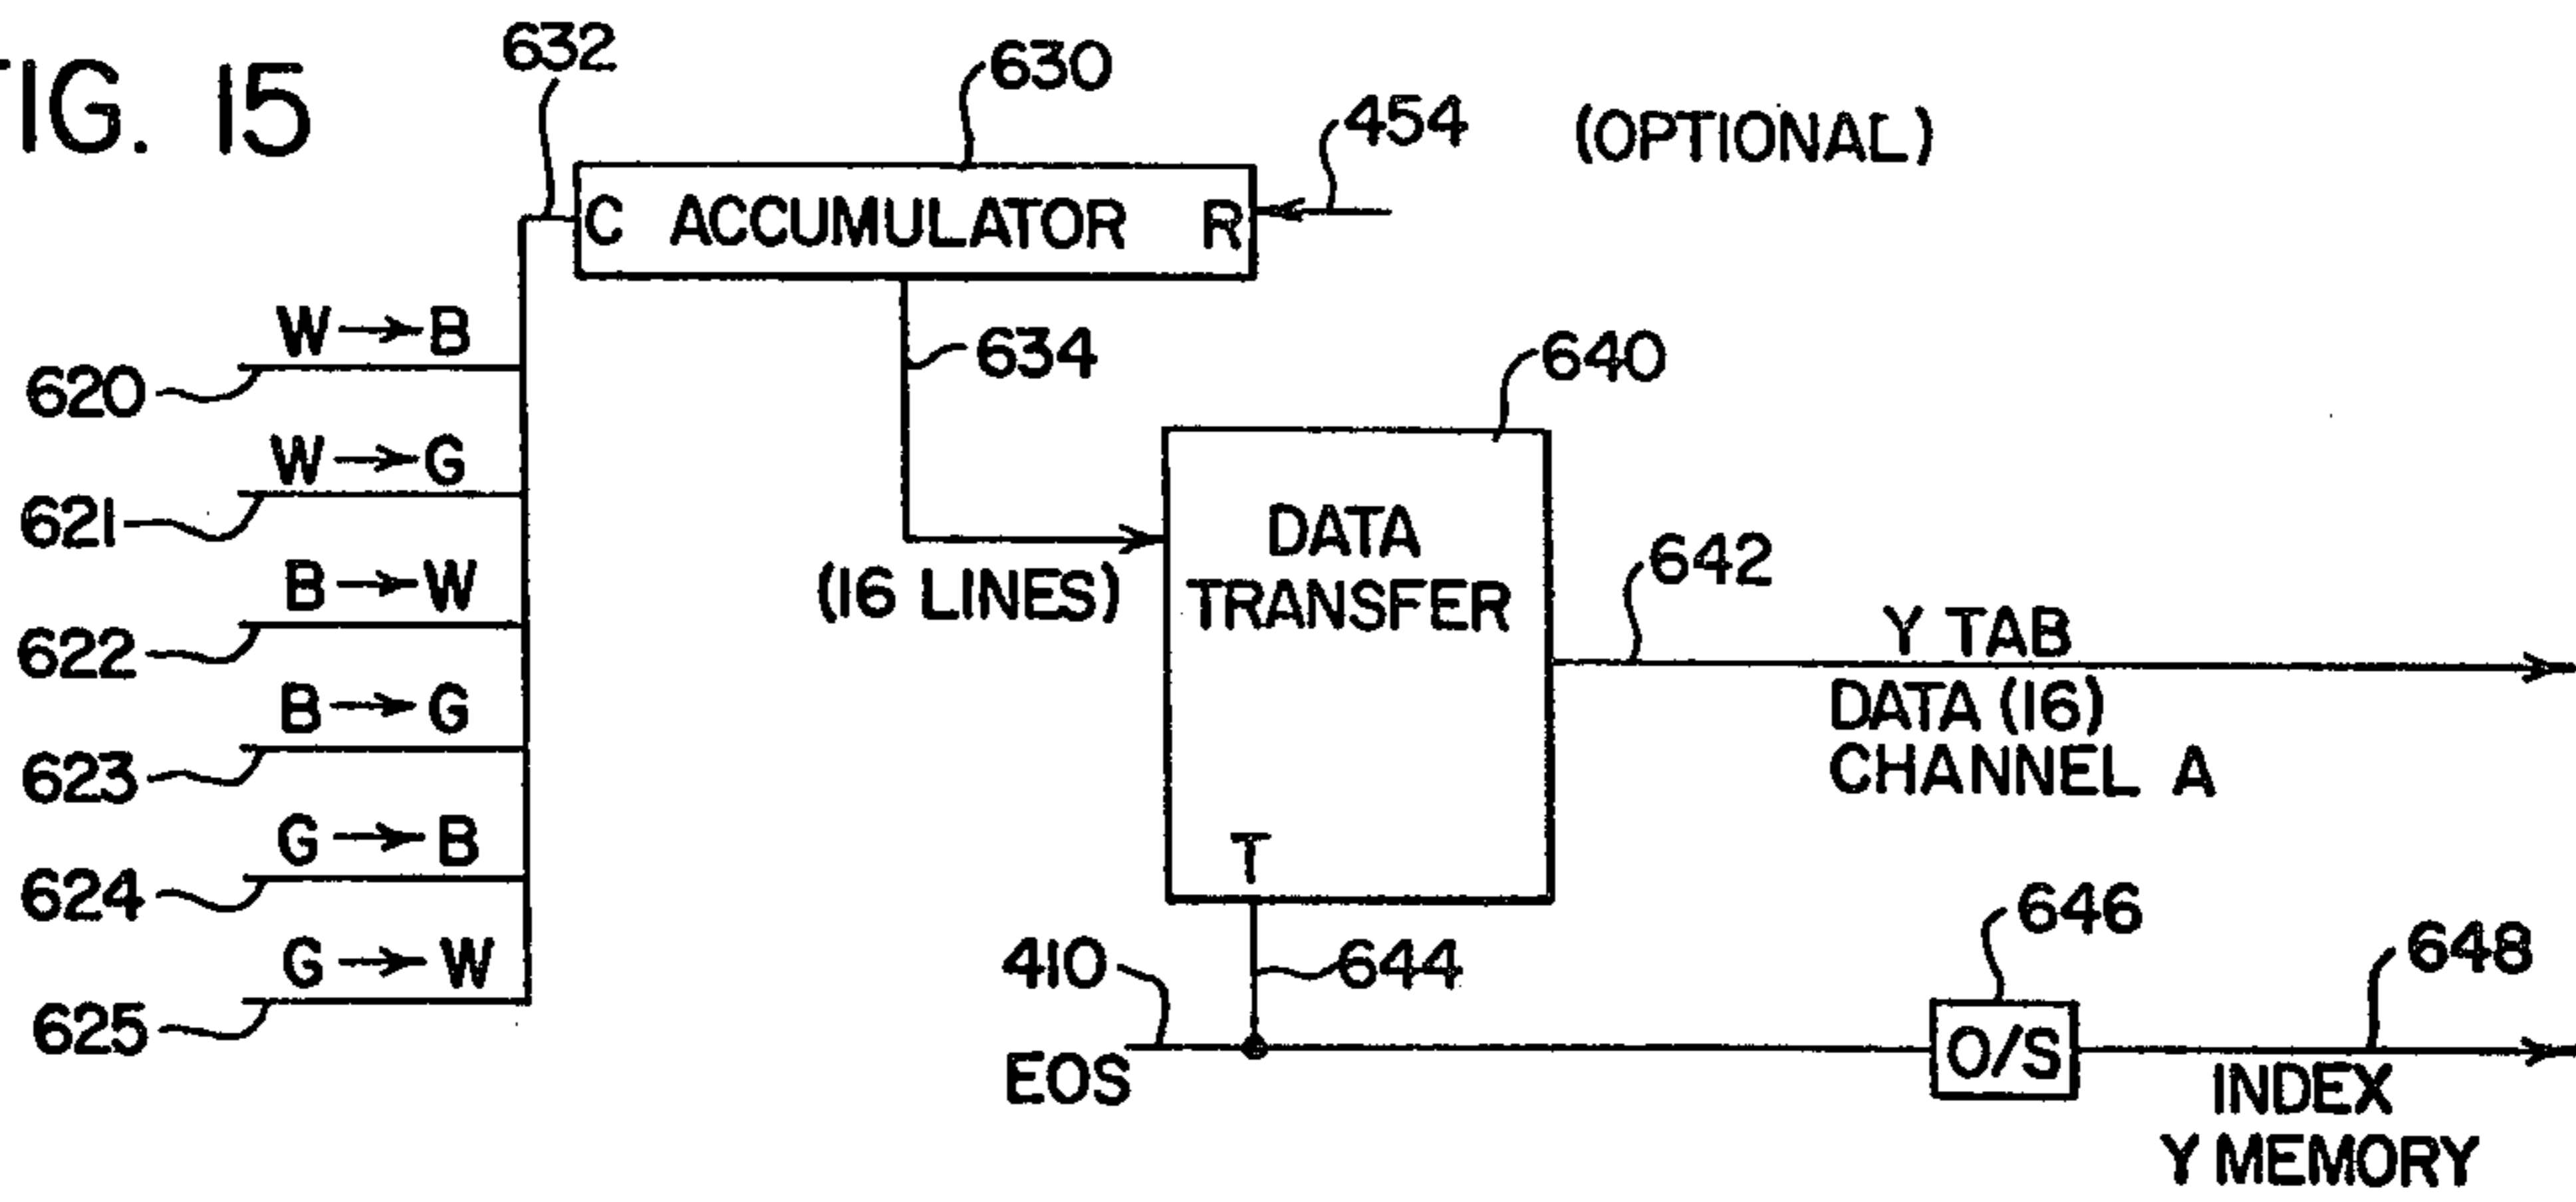 FIG. 15
632
630
454
(OPTIONAL)
C ACCUMULATOR R
W→B
620
634
640
W→G
621
DATA
TRANSFER
(16 LINES)
642
B→W
622
Y TAB
DATA (16)
CHANNEL A
B→G
623
G→B
624
T
646
G→W
625
410
644
648
EOS
O/S
INDEX
Y MEMORY